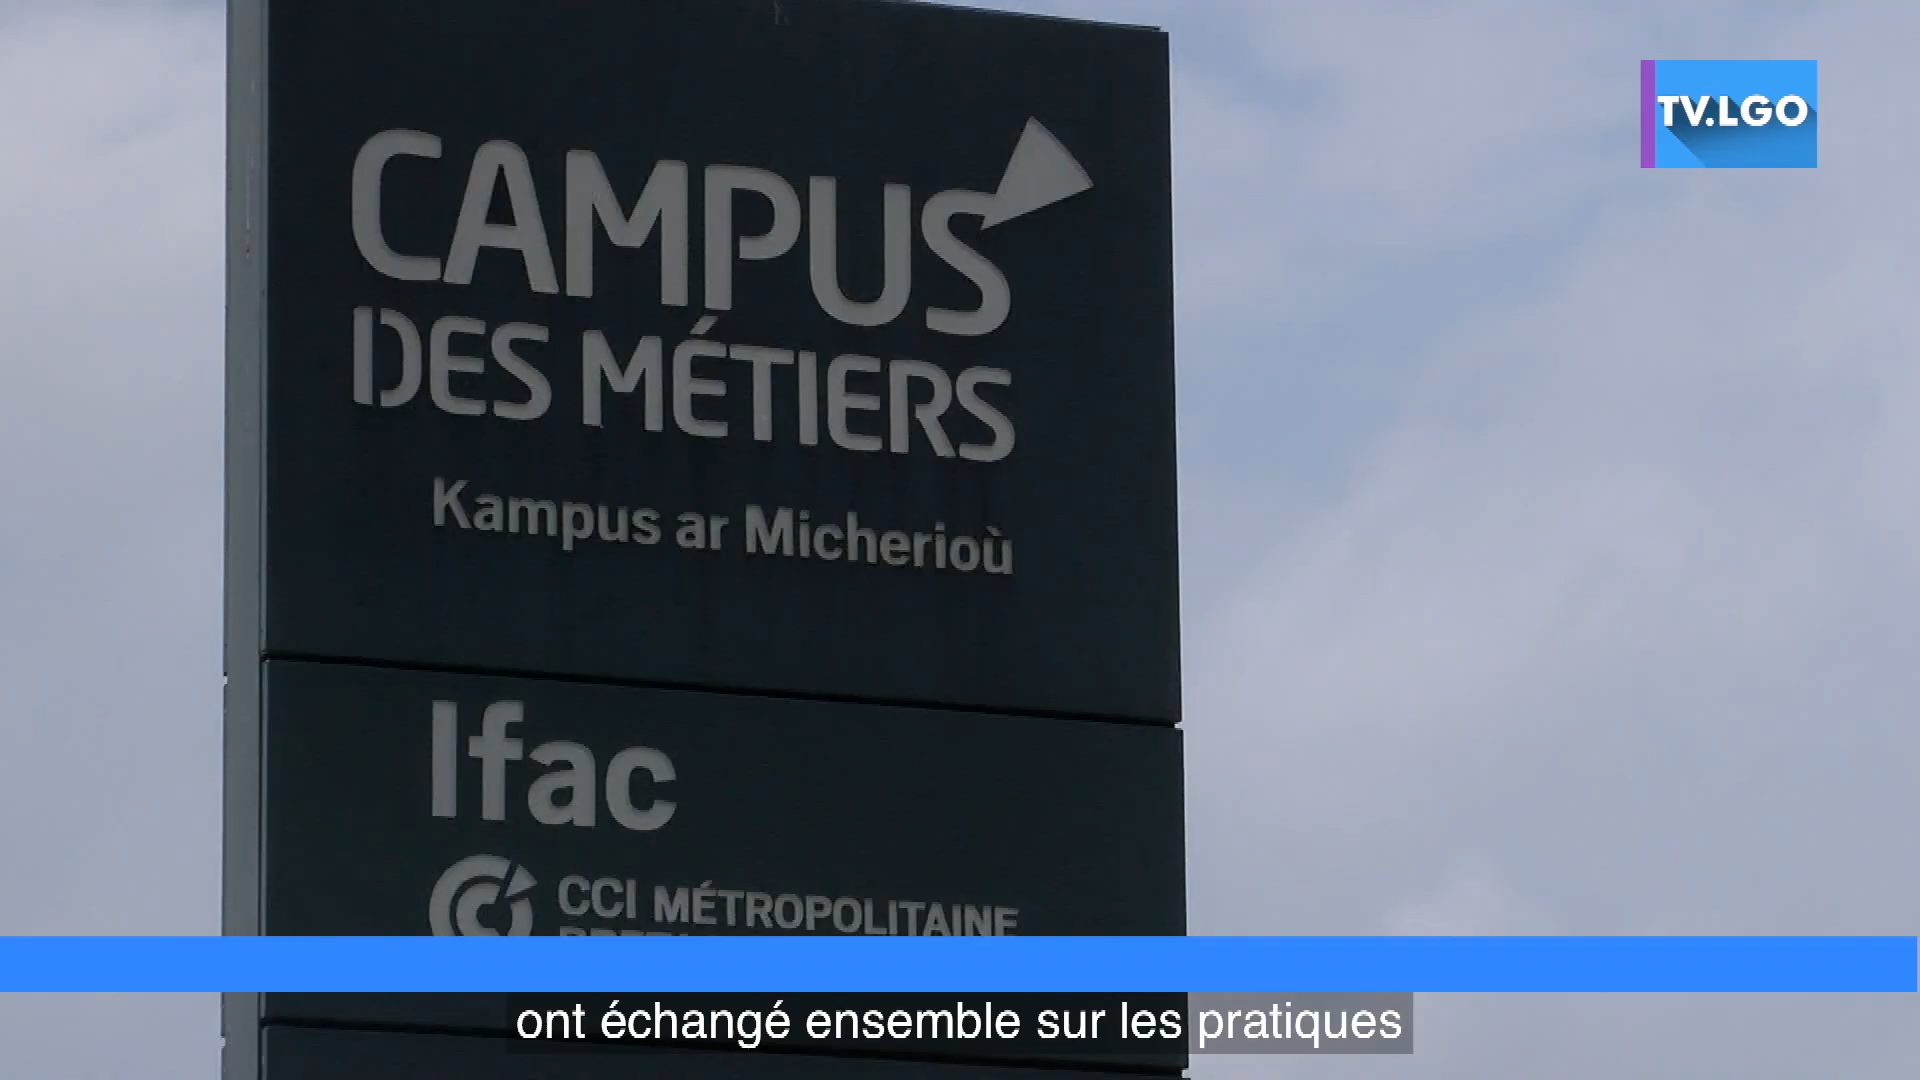 TV.LGO
CAMPUS
DES MÉTIERS
Kampus ar Micherioù
Ifac
CCI MÉTROPOLITAINE
ont échangé ensemble sur les pratiques